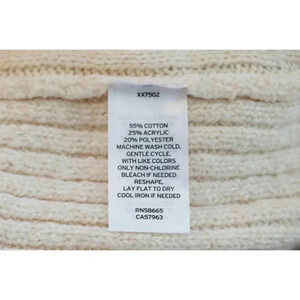 XX7502
55% COTTON
25% ACRYLIC
20% POLYESTER
MACHINE WASH COLD,
GENTLE CYCLE,
WITH LIKE COLORS
ONLY NON-CHLORINE
BLEACH IF NEEDED
RESHAPE,
LAY FLAT TO DRY
COOL IRON IF NEEDED
RN58665
CA57963